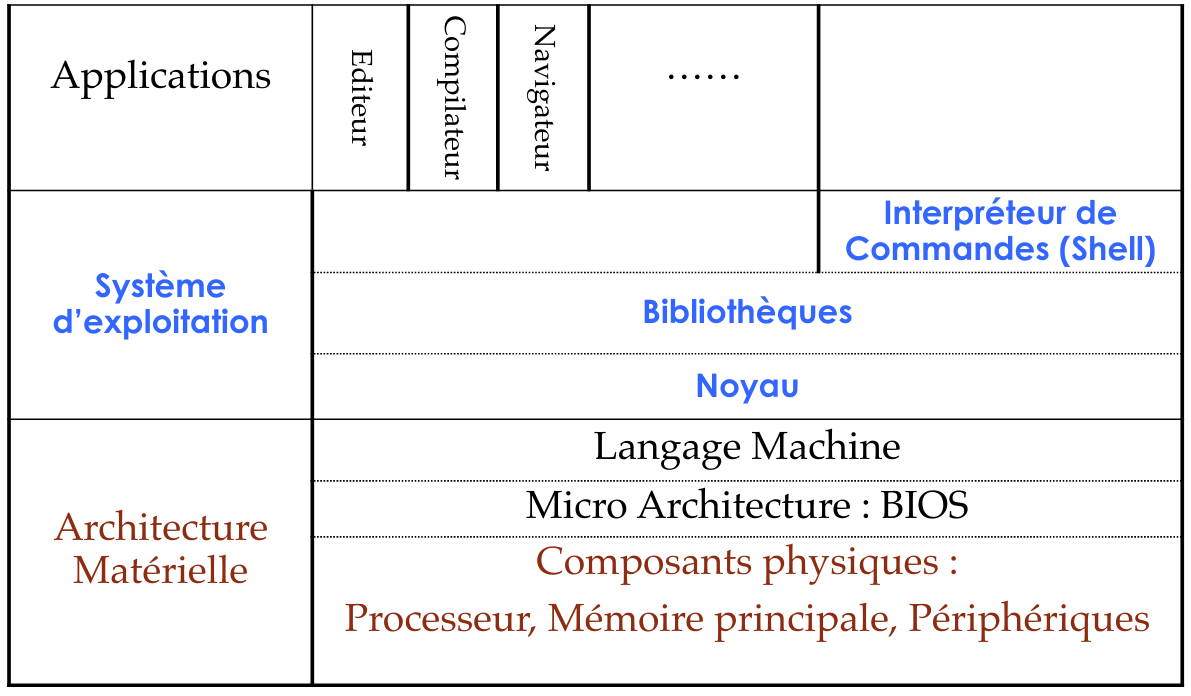 Applications
Editeur
Compilateur
Navigateur
......
Système
d’exploitation
Interpréteur de
Commandes (Shell)
Bibliothèques
Noyau
Architecture
Matérielle
Langage Machine
Micro Architecture : BIOS
Composants physiques :
Processeur, Mémoire principale, Périphériques